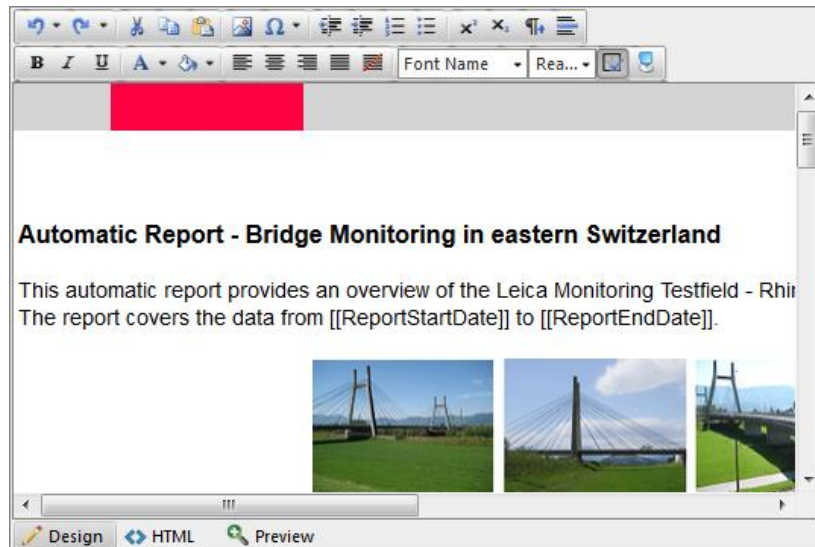 B I U A Font Name Rea...
Automatic Report - Bridge Monitoring in eastern Switzerland
This automatic report provides an overview of the Leica Monitoring Testfield - Rhin
The report covers the data from [[ReportStartDate]] to [[ReportEndDate]].
Design HTML Preview